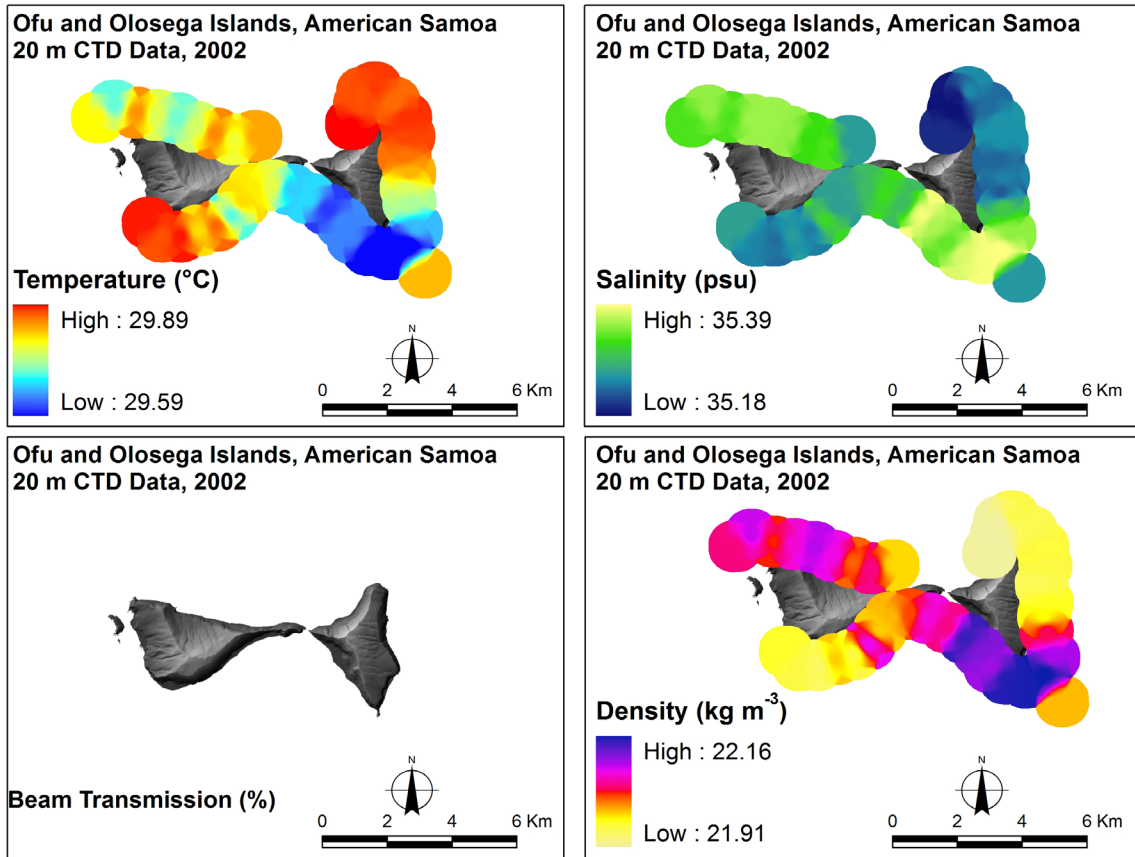 Ofu and Olosega Islands, American Samoa
20 m CTD Data, 2002
Temperature (°C)
High : 29.89
Low : 29.59
N
0 2 4 6 Km
Ofu and Olosega Islands, American Samoa
20 m CTD Data, 2002
Salinity (psu)
High : 35.39
Low : 35.18
N
0 2 4 6 Km
Ofu and Olosega Islands, American Samoa
20 m CTD Data, 2002
Beam Transmission (%)
N
0 2 4 6 Km
Ofu and Olosega Islands, American Samoa
20 m CTD Data, 2002
Density (kg m⁻³)
High : 22.16
Low : 21.91
N
0 2 4 6 Km